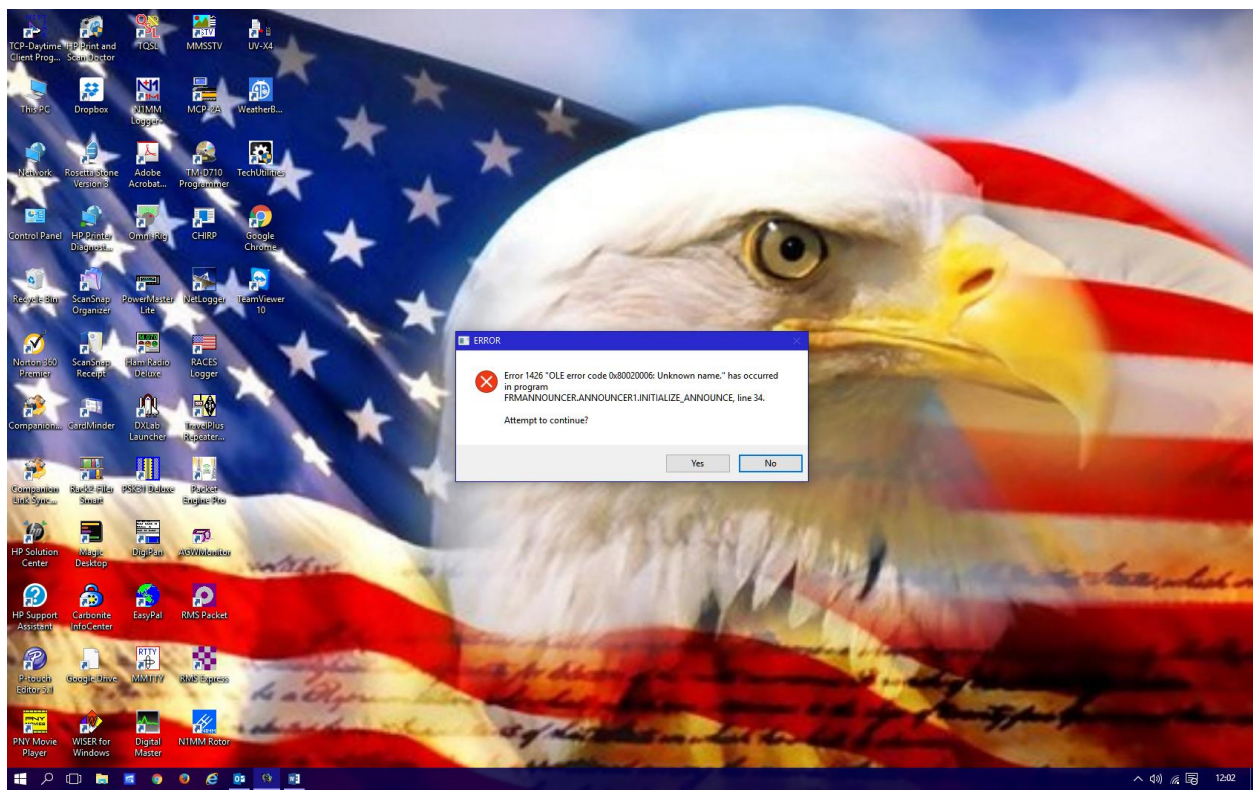 TCP-Daytime
Client Prog...
HP Print and
Scan Doctor
TQSL
MMSSTV
UV-X4
This PC
Dropbox
N1MM
Logger+
MCP-2A
WeatherB...
Network
Rosetta Stone
Version 3
Adobe
Acrobat...
TM-D710
Programmer
TechUtilities
Control Panel
HP Printer
Diagnost...
Omni-Rig
CHIRP
Google
Chrome
Recycle Bin
ScanSnap
Organizer
PowerMaster
Lite
NetLogger
TeamViewer
10
Norton 360
Premier
ScanSnap
Receipt
Ham Radio
Deluxe
RACES
Logger
Companion...
CardMinder
DXLab
Launcher
TravelPlus
Repeater...
Companion
Link Sync...
Rack2-Filer
Smart
PSK31 Deluxe
Packet
Engine Pro
HP Solution
Center
Magic
Desktop
DigiPan
AGWMonitor
HP Support
Assistant
Carbonite
InfoCenter
EasyPal
RMS Packet
P-touch
Editor 5.1
Google Drive
MMTTY
RMS Express
PNY Movie
Player
WISER for
Windows
Digital
Master
N1MM Rotor
ERROR
Error 1426 "OLE error code 0x80020006: Unknown name." has occurred
in program
FRMANNOUNCER.ANNOUNCER1.INITIALIZE_ANNOUNCE, line 34.
Attempt to continue?
Yes
No
12:02